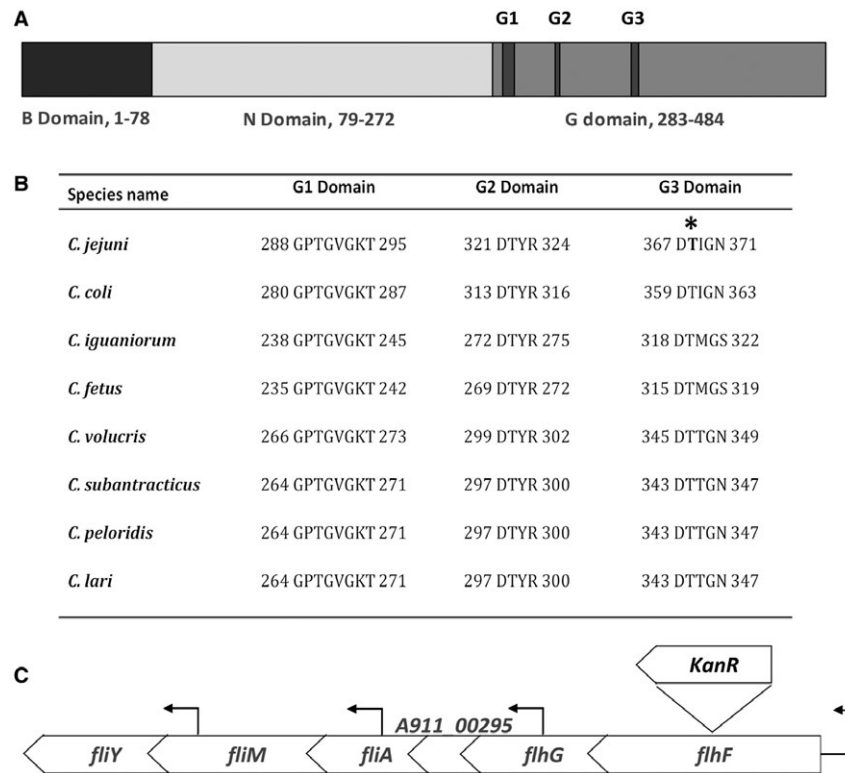 A
G1 G2 G3
B Domain, 1-78 N Domain, 79-272 G domain, 283-484
B
Species name G1 Domain G2 Domain G3 Domain
*
C. jejuni 288 GPTGVGKT 295 321 DTYR 324 367 DTIGN 371
C. coli 280 GPTGVGKT 287 313 DTYR 316 359 DTIGN 363
C. iguaniorum 238 GPTGVGKT 245 272 DTYR 275 318 DTMGS 322
C. fetus 235 GPTGVGKT 242 269 DTYR 272 315 DTMGS 319
C. volucris 266 GPTGVGKT 273 299 DTYR 302 345 DTTGN 349
C. subantracticus 264 GPTGVGKT 271 297 DTYR 300 343 DTTGN 347
C. peloridis 264 GPTGVGKT 271 297 DTYR 300 343 DTTGN 347
C. lari 264 GPTGVGKT 271 297 DTYR 300 343 DTTGN 347
C
KanR
A911_00295
fliY fliM fliA flhG flhF